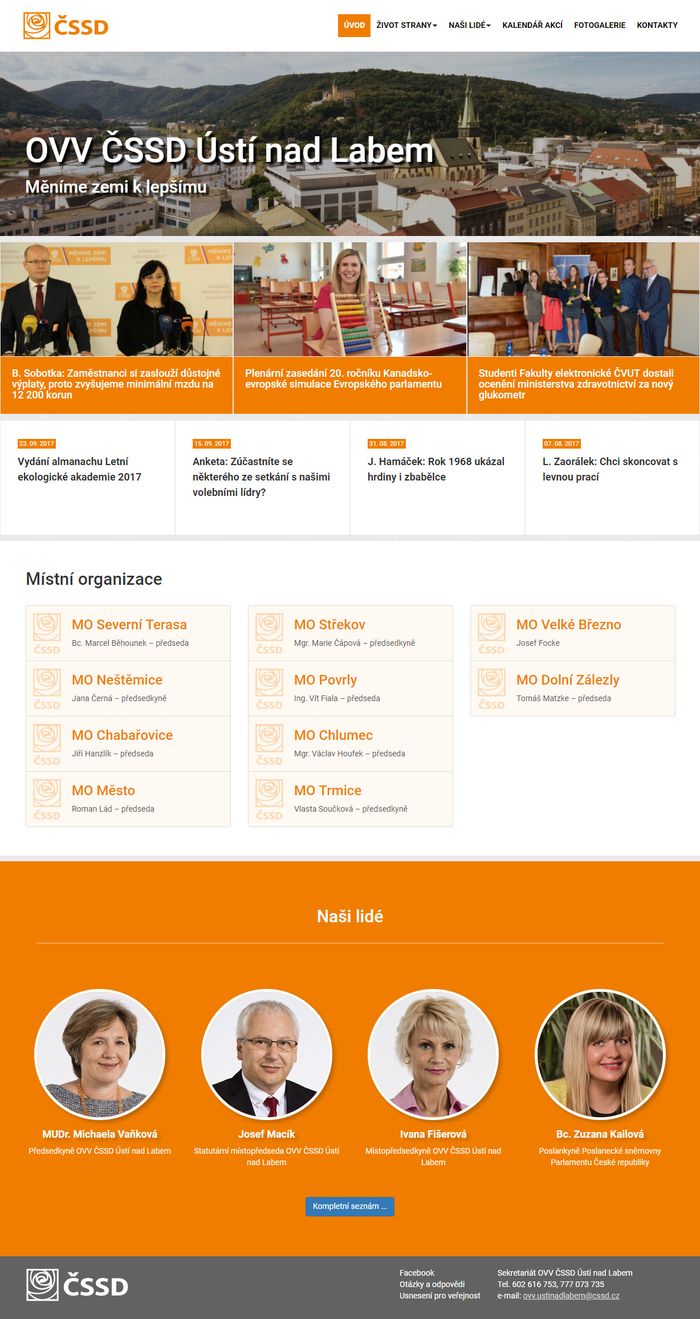 ČSSD
ÚVOD
ŽIVOT STRANY
NAŠI LIDÉ
KALENDÁŘ AKCÍ
FOTOGALERIE
KONTAKTY
OVV ČSSD Ústí nad Labem
Měníme zemi k lepšímu
B. Sobotka: Zaměstnanci si zaslouží důstojné
výplaty, proto zvyšujeme minimální mzdu na
12 200 korun
Plenární zasedání 20. ročníku Kanadsko-
evropské simulace Evropského parlamentu
Studenti Fakulty elektronické ČVUT dostali
ocenění ministerstva zdravotnictví za nový
glukometr
23. 09. 2017
Vydání almanachu Letní
ekologické akademie 2017
15. 09. 2017
Anketa: Zúčastníte se
některého ze setkání s našimi
volebními lídry?
31. 08. 2017
J. Hamáček: Rok 1968 ukázal
hrdiny i zbabělce
07. 08. 2017
L. Zaorálek: Chci skoncovat s
levnou prací
Místní organizace
ČSSD
MO Severní Terasa
Bc. Marcel Běhounek – předseda
ČSSD
MO Neštěmice
Jana Černá – předsedkyně
ČSSD
MO Chabařovice
Jiří Hanzlík – předseda
ČSSD
MO Město
Roman Lád – předseda
ČSSD
MO Střekov
Mgr. Marie Čápová – předsedkyně
ČSSD
MO Povrly
Ing. Vít Fiala – předseda
ČSSD
MO Chlumec
Mgr. Václav Houfek – předseda
ČSSD
MO Trmice
Vlasta Součková – předsedkyně
ČSSD
MO Velké Březno
Josef Focke
ČSSD
MO Dolní Zálezly
Tomáš Matzke – předseda
Naši lidé
MUDr. Michaela Vaňková
Předsedkyně OVV ČSSD Ústí nad Labem
Josef Macík
Statutární místopředseda OVV ČSSD Ústí
nad Labem
Ivana Fišerová
Místopředsedkyně OVV ČSSD Ústí nad
Labem
Bc. Zuzana Kailová
Poslankyně Poslanecké sněmovny
Parlamentu České republiky
Kompletní seznám ...
ČSSD
Facebook
Otázky a odpovědi
Usnesení pro veřejnost
Sekretariát OVV ČSSD Ústí nad Labem
Tel. 602 616 753, 777 073 735
e-mail: ovv.ustinadlabem@cssd.cz